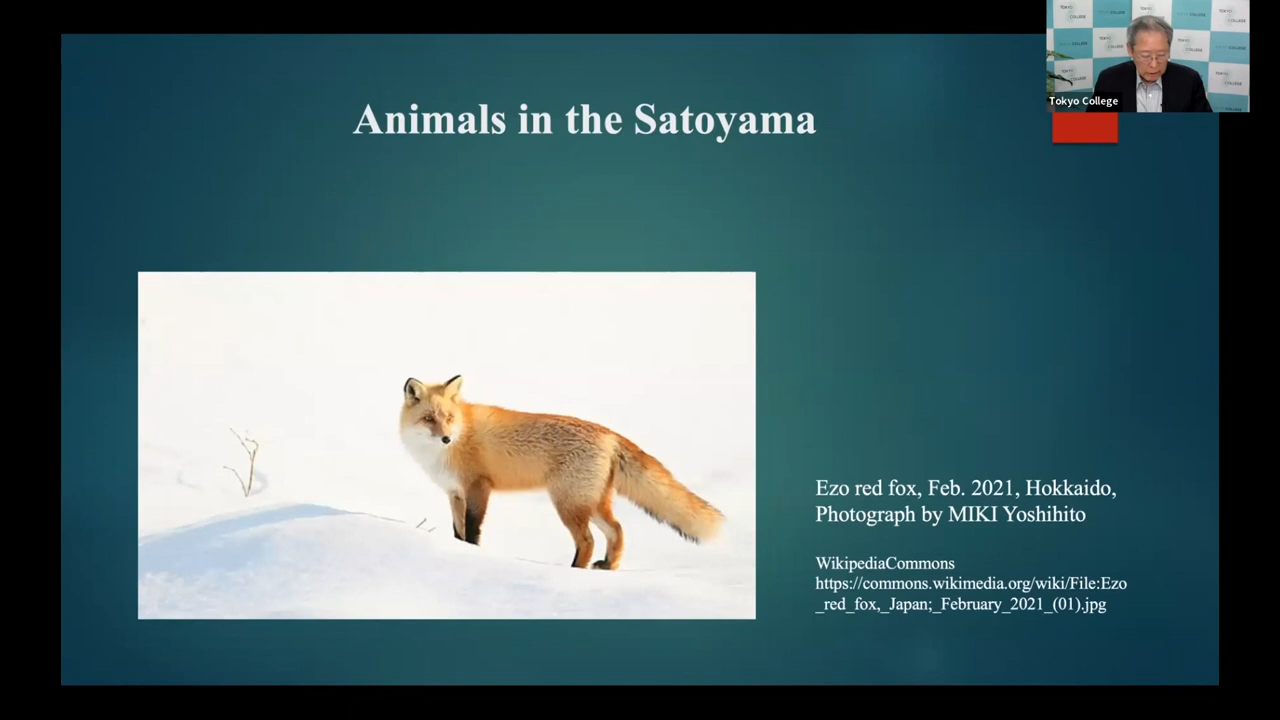 Animals in the Satoyama
Tokyo College
Ezo red fox, Feb. 2021, Hokkaido,
Photograph by MIKI Yoshihito
WikipediaCommons
https://commons.wikimedia.org/wiki/File:Ezo
_red_fox,_Japan;_February_2021_(01).jpg